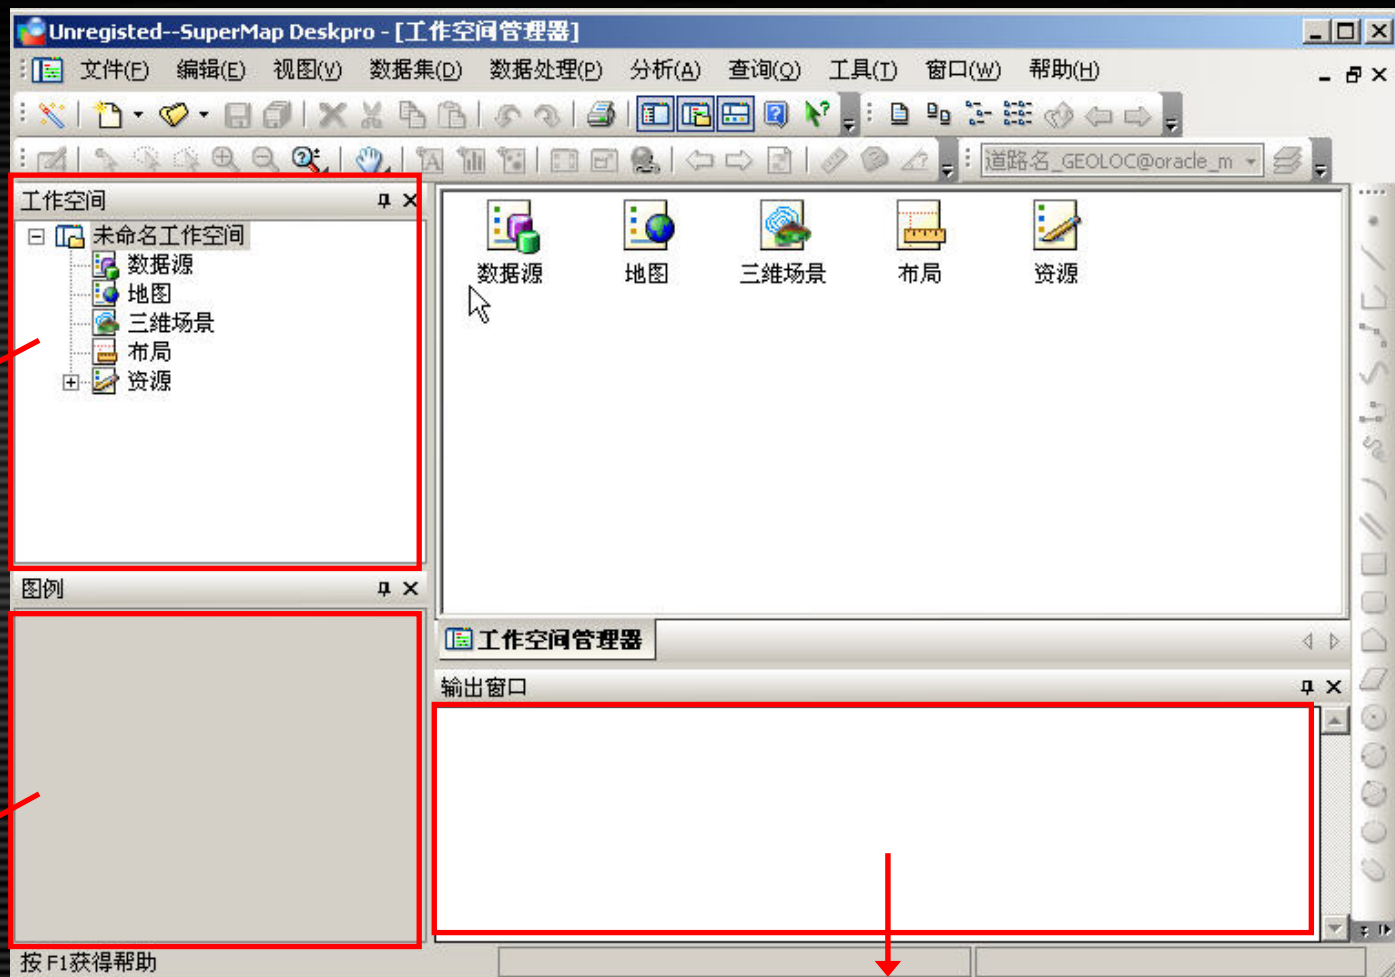 Unregisted--SuperMap Deskpro - [工作空间管理器]
文件(F) 编辑(E) 视图(V) 数据集(D) 数据处理(P) 分析(A) 查询(Q) 工具(T) 窗口(W) 帮助(H)
道路名_GEOLOC@oracle_m
工作空间
未命名工作空间
数据源
地图
三维场景
布局
资源
数据源 地图 三维场景 布局 资源
图例
工作空间管理器
输出窗口
按 F1获得帮助